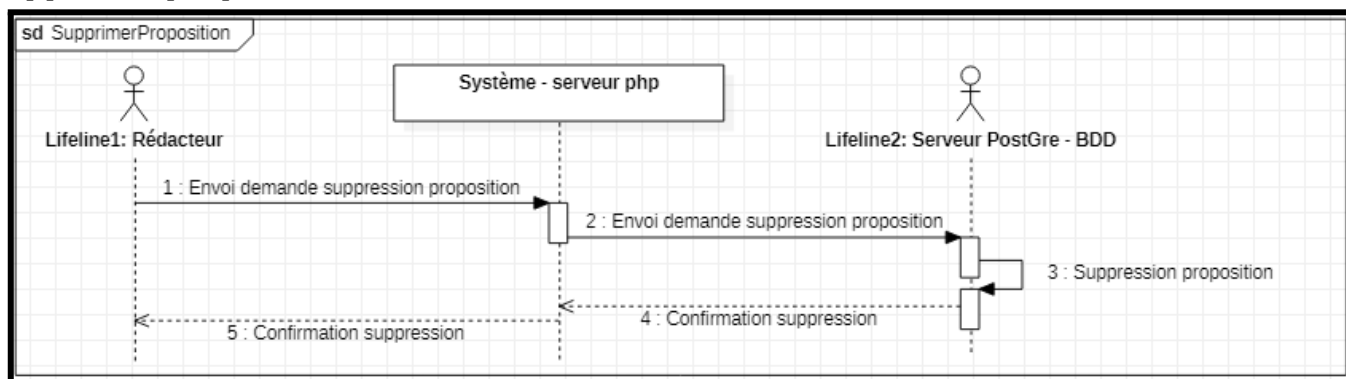 sd SupprimerProposition
Système - serveur php
Lifeline1: Rédacteur
Lifeline2: Serveur PostGre - BDD
1 : Envoi demande suppression proposition
2 : Envoi demande suppression proposition
3 : Suppression proposition
4 : Confirmation suppression
5 : Confirmation suppression